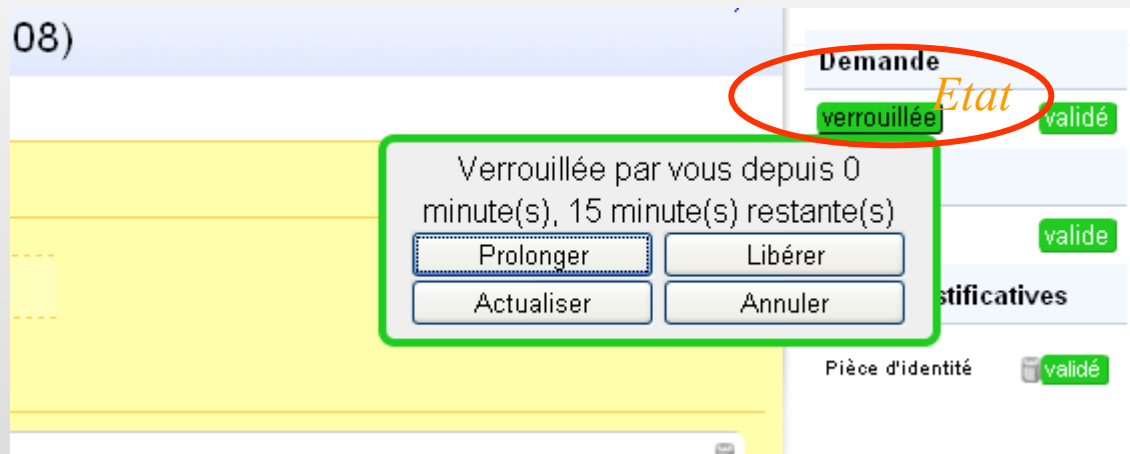 08)
Demande
Etat
verrouillée validé
Verrouillée par vous depuis 0
minute(s), 15 minute(s) restante(s)
valide
Prolonger Libérer
Actualiser Annuler
stificatives
Pièce d'identité validé